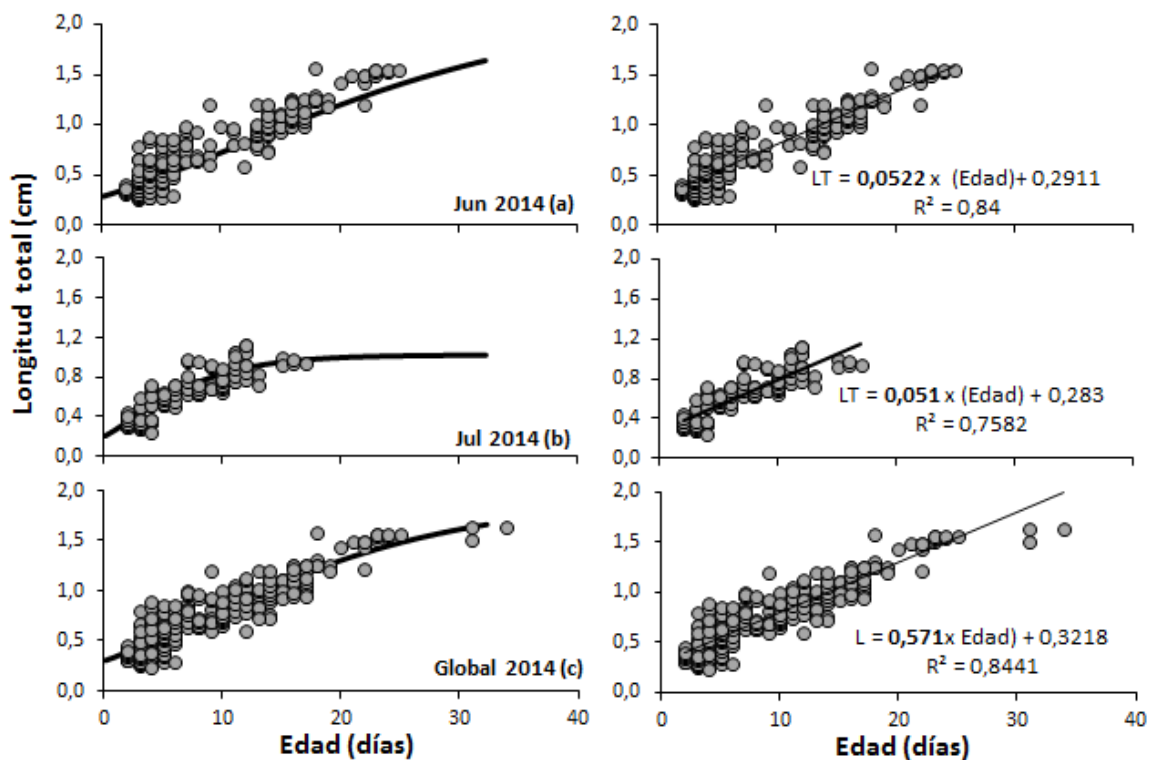 Longitud total (cm)
2,0
1,5
1,0
0,5
0,0
Jun 2014 (a)
2,0
1,5
1,0
0,5
0,0
LT = 0,0522 x (Edad)+ 0,2911
R² = 0,84
2,0
1,6
1,2
0,8
0,4
0,0
Jul 2014 (b)
2,0
1,6
1,2
0,8
0,4
0,0
LT = 0,051 x (Edad) + 0,283
R² = 0,7582
2,0
1,5
1,0
0,5
0,0
Global 2014 (c)
0 10 20 30 40
Edad (días)
2,0
1,5
1,0
0,5
0,0
L = 0,571x Edad) + 0,3218
R² = 0,8441
0 10 20 30 40
Edad (días)